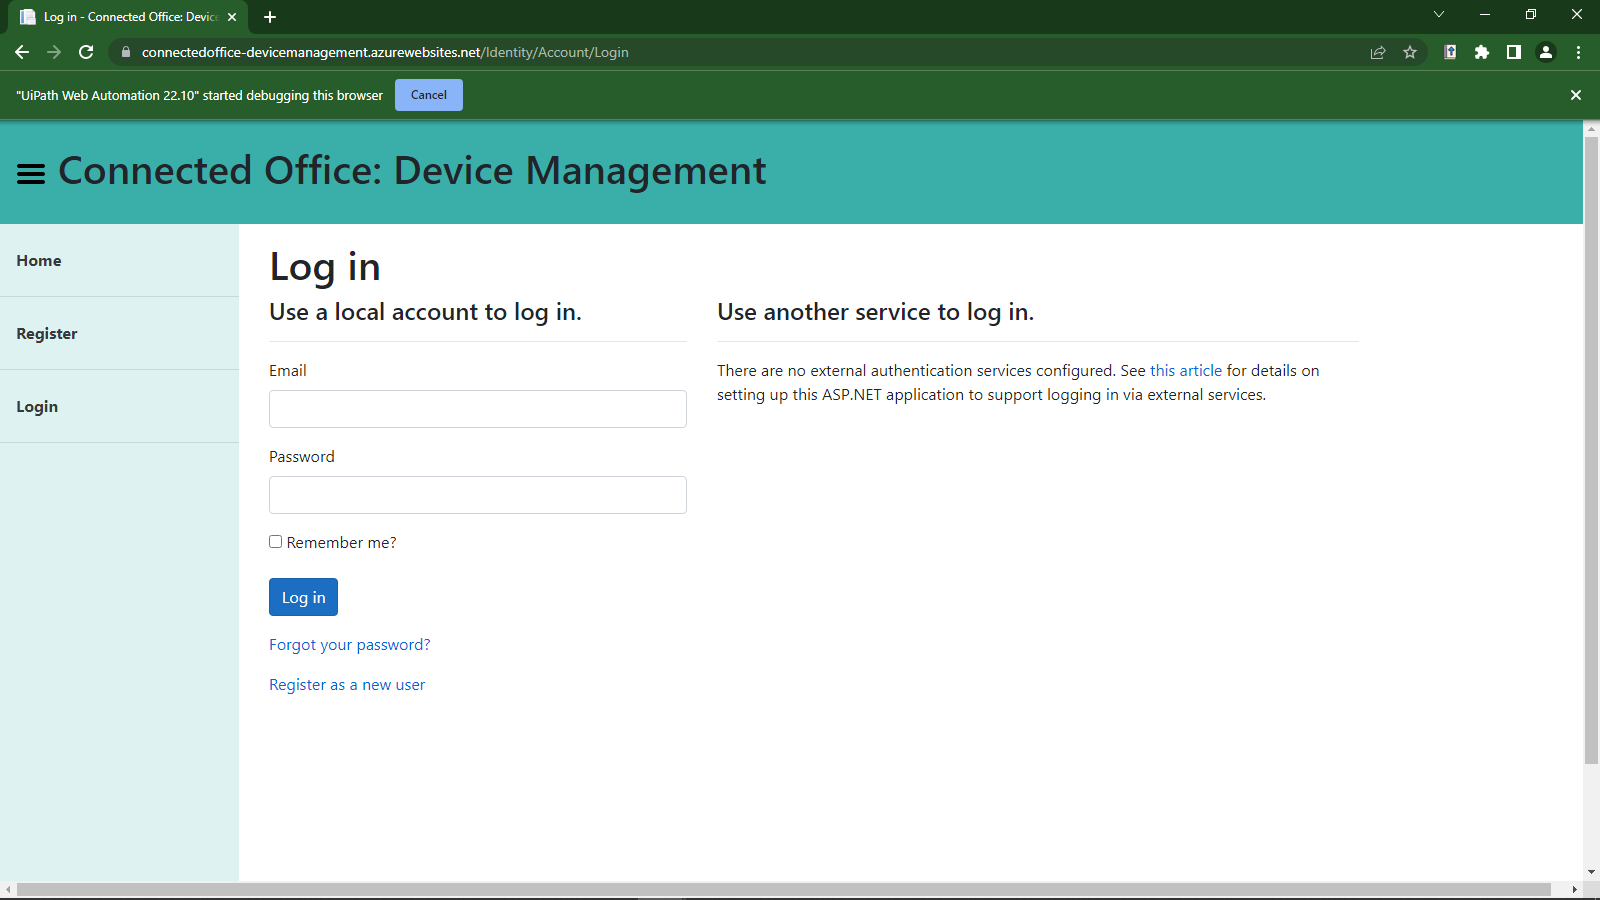 Log in - Connected Office: Device
connectedoffice-devicemanagement.azurewebsites.net/Identity/Account/Login
"UiPath Web Automation 22.10" started debugging this browser
Cancel
Connected Office: Device Management
Home
Register
Login
Log in
Use a local account to log in.
Email
Password
Remember me?
Log in
Forgot your password?
Register as a new user
Use another service to log in.
There are no external authentication services configured. See this article for details on
setting up this ASP.NET application to support logging in via external services.